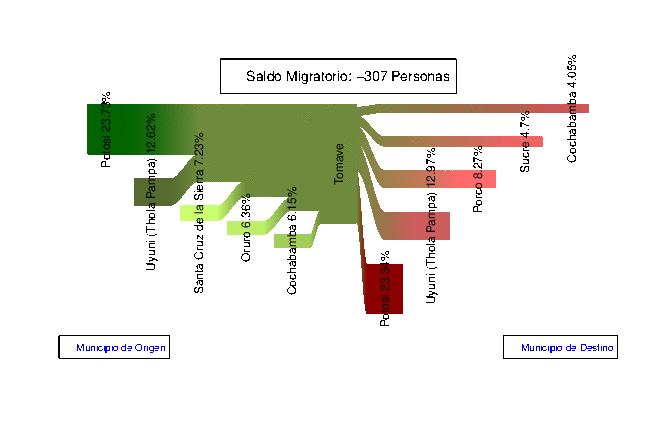 Saldo Migratorio: −307 Personas
Potosi 23.73%
Uyuni (Thola Pampa) 12.62%
Santa Cruz de la Sierra 7.23%
Oruro 6.36%
Cochabamba 6.15%
Tomave
Potosi 23.34%
Uyuni (Thola Pampa) 12.97%
Porco 8.27%
Sucre 4.7%
Cochabamba 4.05%
Municipio de Origen
Municipio de Destino